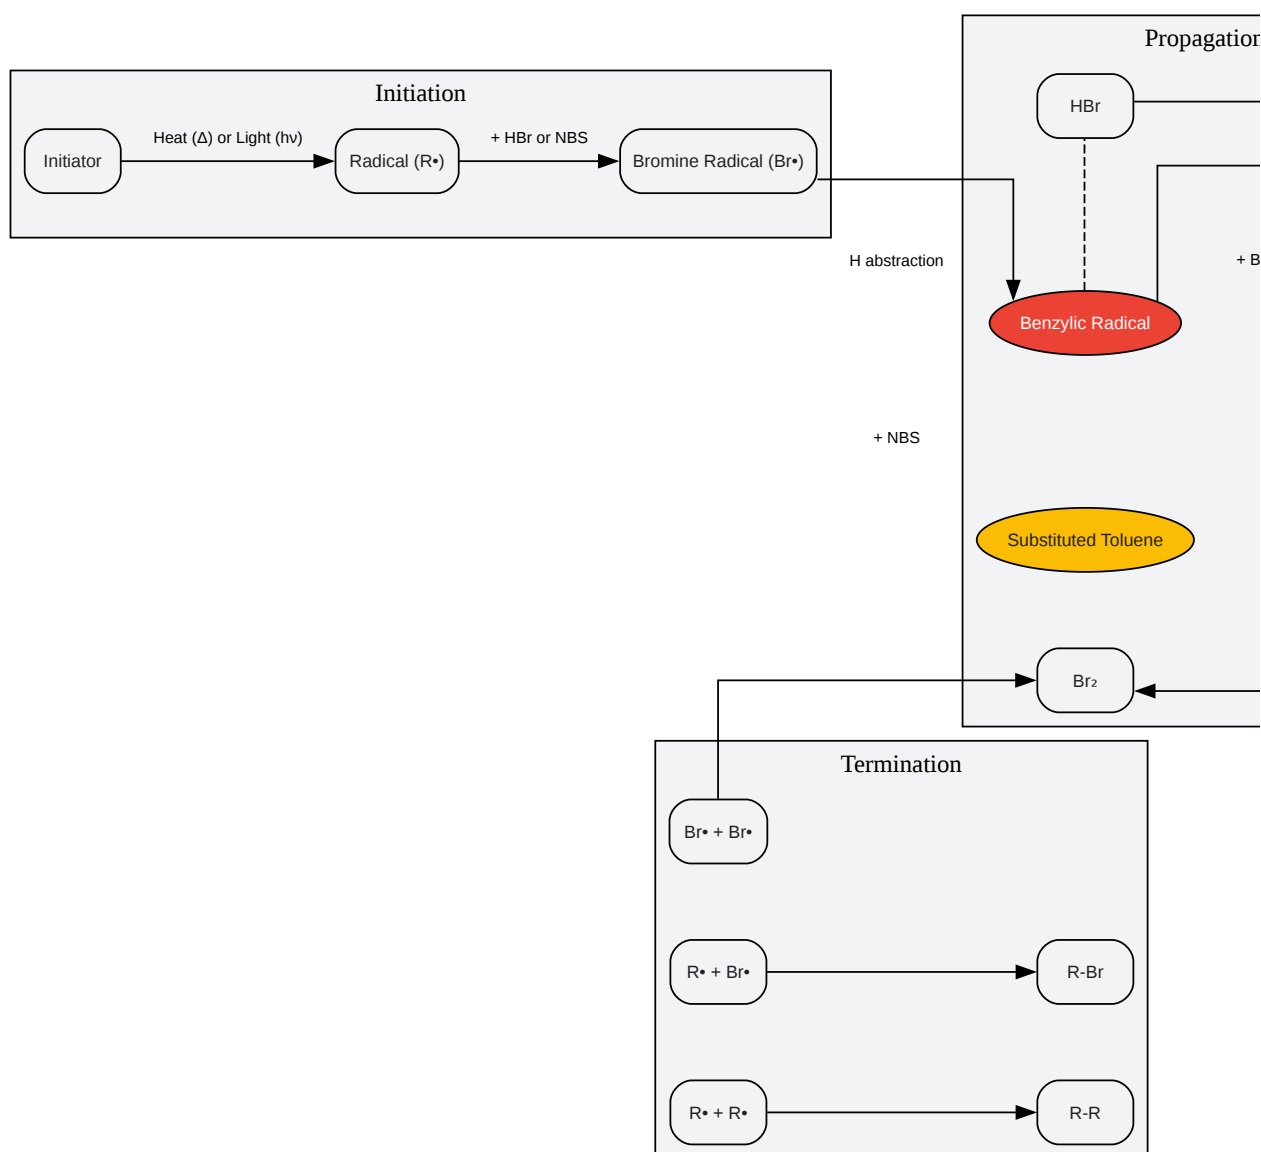 Propagation
Initiation
HBr
Initiator
Heat (Δ) or Light (hν)
Radical (R•)
+ HBr or NBS
Bromine Radical (Br•)
H abstraction
+ B
Benzylic Radical
+ NBS
Substituted Toluene
Br₂
Termination
Br• + Br•
R• + Br•
R-Br
R• + R•
R-R